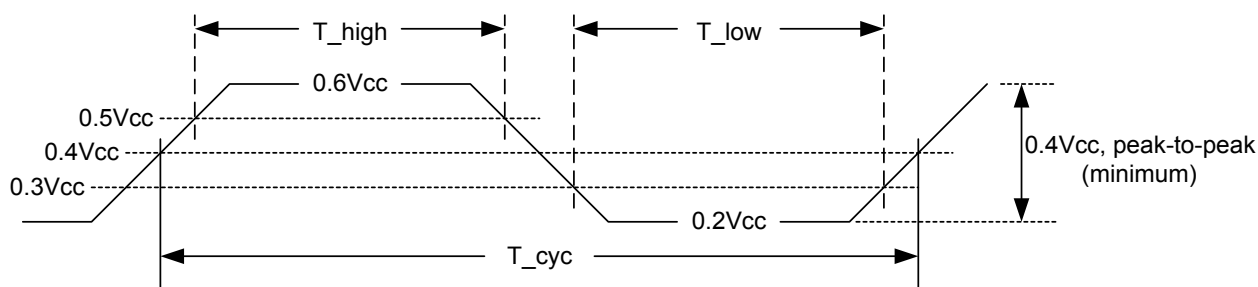 T_high
T_low
0.6Vcc
0.5Vcc
0.4Vcc
0.3Vcc
0.4Vcc, peak-to-peak
(minimum)
0.2Vcc
T_cyc